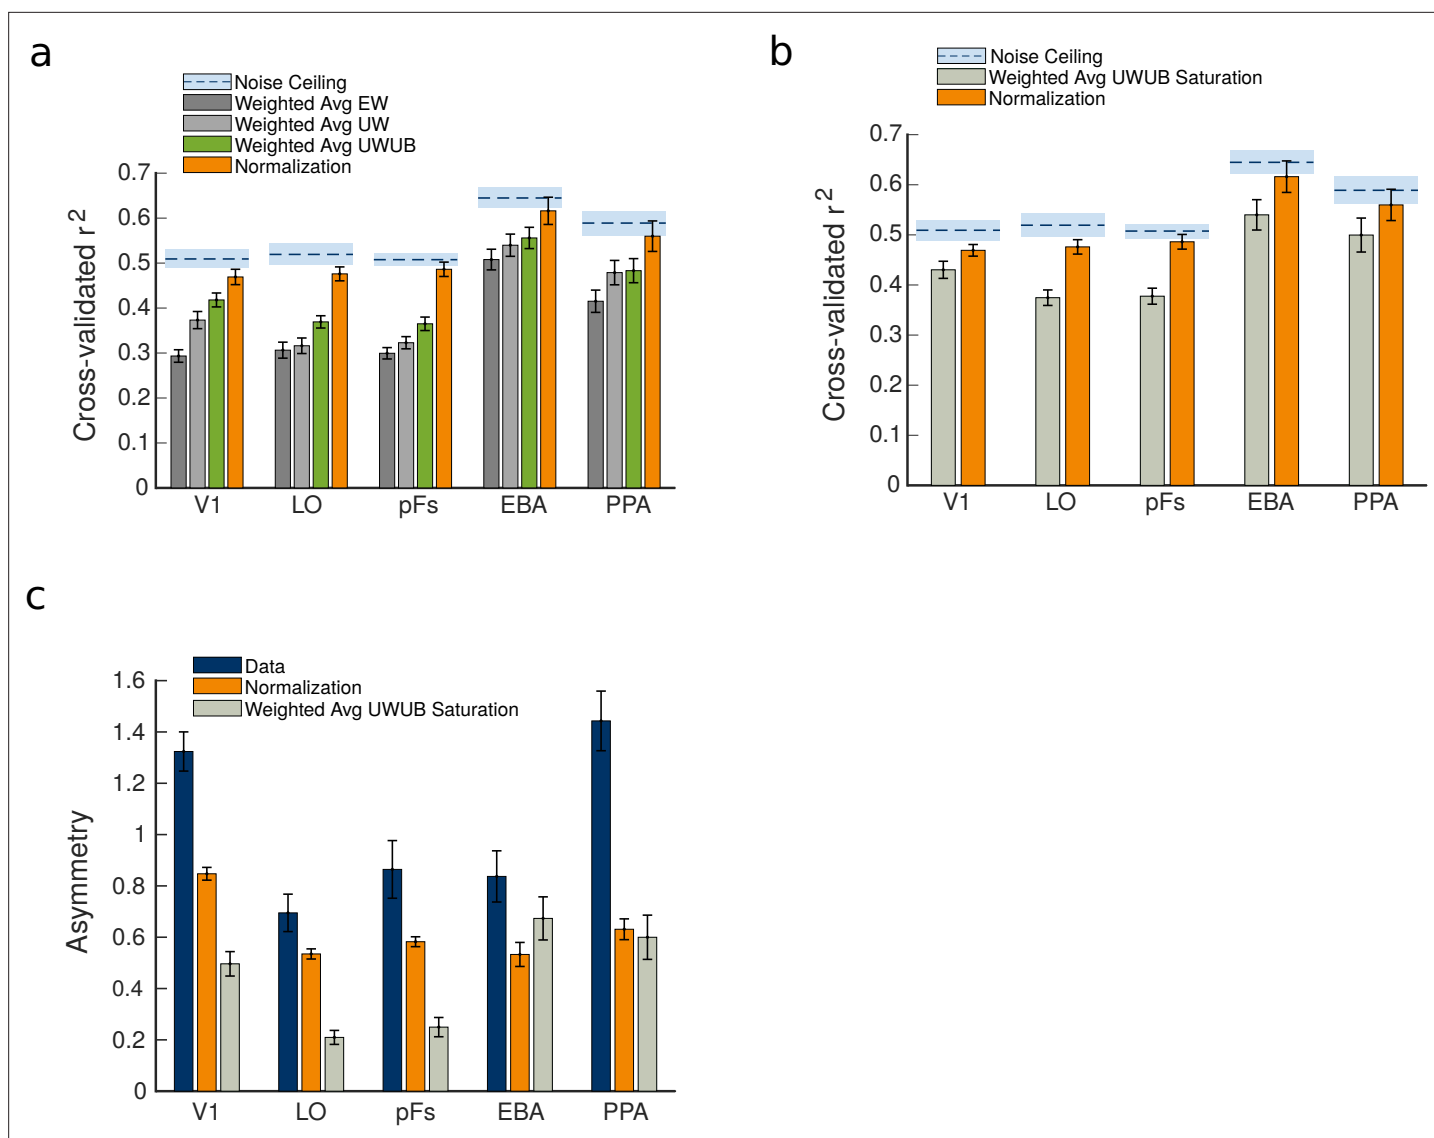 a
Noise Ceiling
Weighted Avg EW
Weighted Avg UW
Weighted Avg UWUB
Normalization
0.7
0.6
0.5
0.4
0.3
0.2
0.1
0
Cross-validated r²
V1 LO pFs EBA PPA
b
Noise Ceiling
Weighted Avg UWUB Saturation
Normalization
0.7
0.6
0.5
0.4
0.3
0.2
0.1
0
Cross-validated r²
V1 LO pFs EBA PPA
c
Data
Normalization
Weighted Avg UWUB Saturation
1.6
1.4
1.2
1
0.8
0.6
0.4
0.2
0
Asymmetry
V1 LO pFs EBA PPA